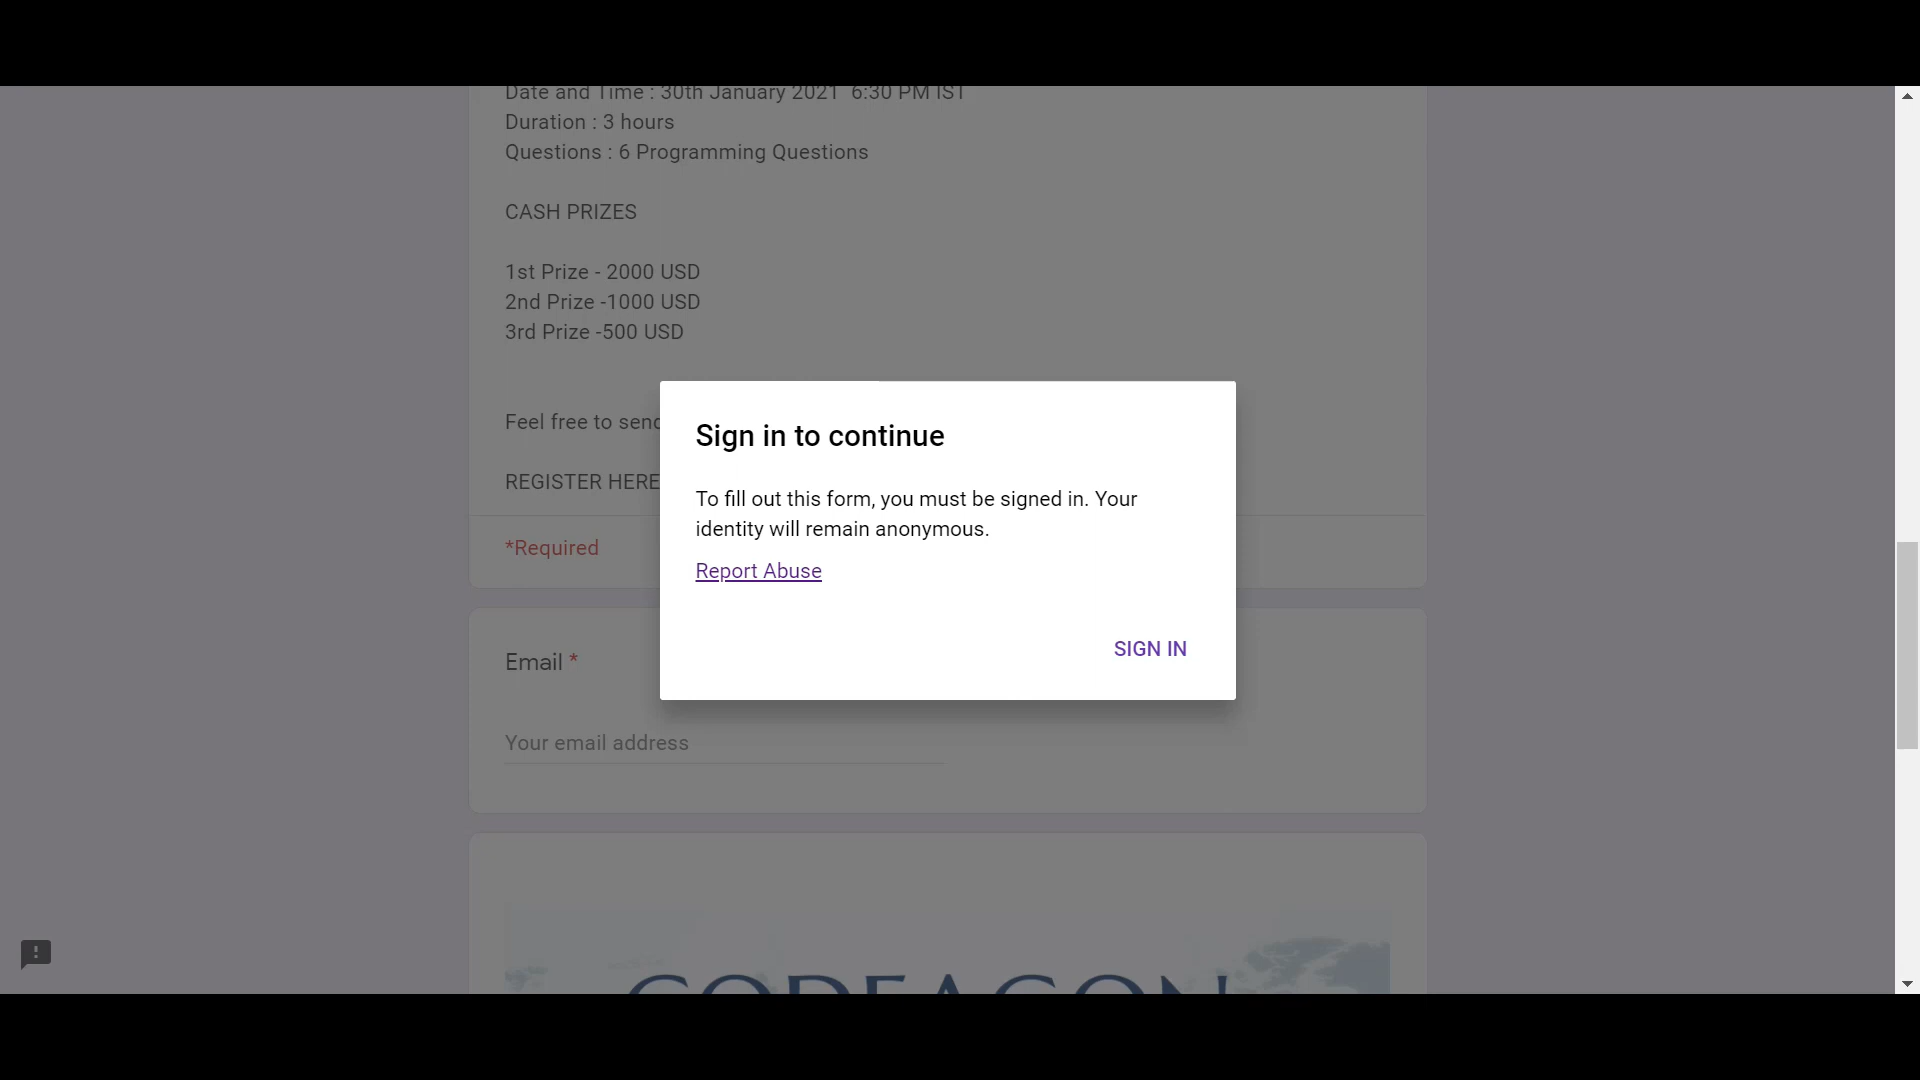 Date and Time : 30th January 2021  6:30 PM IST
Duration : 3 hours
Questions : 6 Programming Questions
CASH PRIZES
1st Prize - 2000 USD
2nd Prize -1000 USD
3rd Prize -500 USD
Feel free to send
REGISTER HERE
*Required
Sign in to continue
To fill out this form, you must be signed in. Your
identity will remain anonymous.
Report Abuse
SIGN IN
Email *
Your email address
CODEAGON